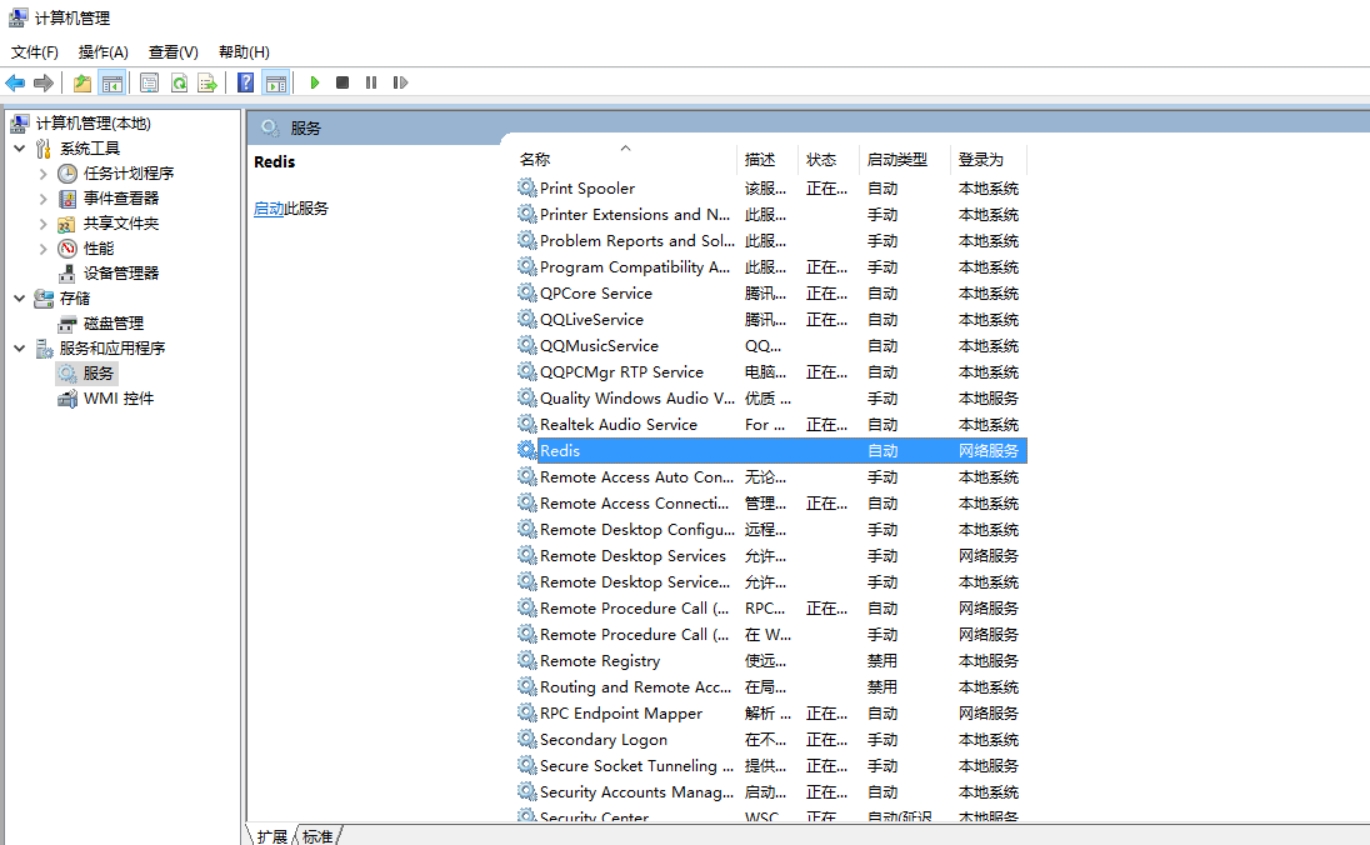 计算机管理
文件(F) 操作(A) 查看(V) 帮助(H)
计算机管理(本地)
系统工具
任务计划程序
事件查看器
共享文件夹
性能
设备管理器
存储
磁盘管理
服务和应用程序
服务
WMI 控件
服务
Redis
启动此服务
名称 描述 状态 启动类型 登录为
Print Spooler 该服... 正在... 自动 本地系统
Printer Extensions and N... 此服... 手动 本地系统
Problem Reports and Sol... 此服... 手动 本地系统
Program Compatibility A... 此服... 正在... 手动 本地系统
QPCore Service 腾讯... 正在... 自动 本地系统
QQLiveService 腾讯... 正在... 自动 本地系统
QQMusicService QQ... 自动 本地系统
QQPCMgr RTP Service 电脑... 正在... 自动 本地系统
Quality Windows Audio V... 优质 ... 手动 本地服务
Realtek Audio Service For ... 正在... 自动 本地系统
Redis 自动 网络服务
Remote Access Auto Con... 无论... 手动 本地系统
Remote Access Connecti... 管理... 正在... 自动 本地系统
Remote Desktop Configu... 远程... 手动 本地系统
Remote Desktop Services 允许... 手动 网络服务
Remote Desktop Service... 允许... 手动 本地系统
Remote Procedure Call (... RPC... 正在... 自动 网络服务
Remote Procedure Call (... 在 W... 手动 网络服务
Remote Registry 使远... 禁用 本地服务
Routing and Remote Acc... 在局... 禁用 本地系统
RPC Endpoint Mapper 解析 ... 正在... 自动 网络服务
Secondary Logon 在不... 正在... 手动 本地系统
Secure Socket Tunneling ... 提供... 正在... 手动 本地服务
Security Accounts Manag... 启动... 正在... 自动 本地系统
Security Center WSC... 正在... 自动(延迟 本地服务
扩展 标准